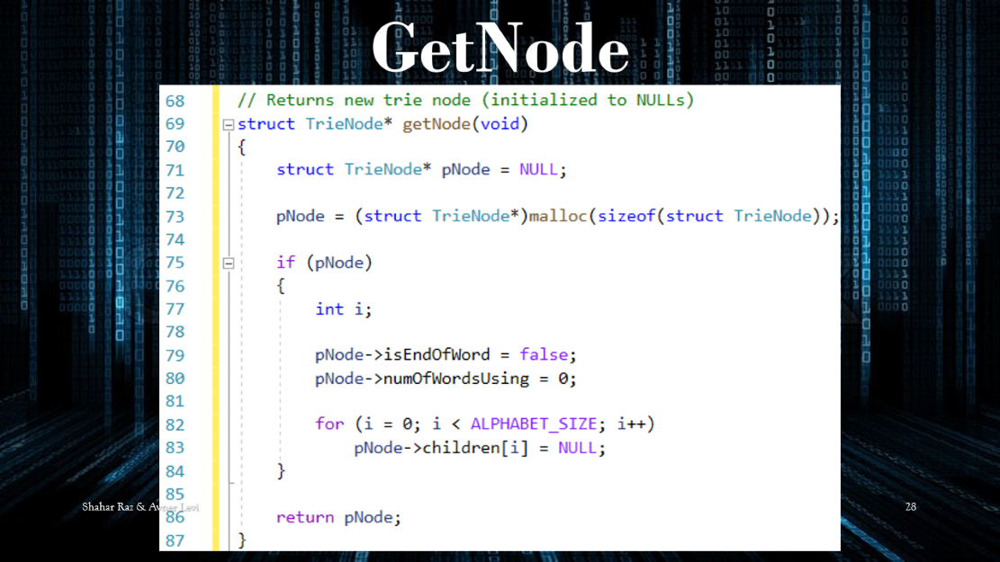 GetNode
68 // Returns new trie node (initialized to NULLs)
69 struct TrieNode* getNode(void)
70 {
71 struct TrieNode* pNode = NULL;
72
73 pNode = (struct TrieNode*)malloc(sizeof(struct TrieNode));
74
75 if (pNode)
76 {
77 int i;
78
79 pNode->isEndOfWord = false;
80 pNode->numOfWordsUsing = 0;
81
82 for (i = 0; i < ALPHABET_SIZE; i++)
83 pNode->children[i] = NULL;
84 }
85
86 return pNode;
87 }
Shahar Raz & Avner Levi
28